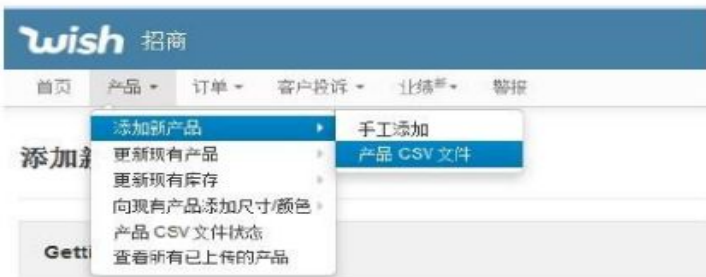 wish 招商
首页 产品 订单 客户投诉 业绩新 警报
添加新产品 手工添加
添加 更新现有产品 产品 CSV 文件
更新现有库存
向现有产品添加尺寸/颜色
产品 CSV 文件状态
Getti 查看所有已上传的产品